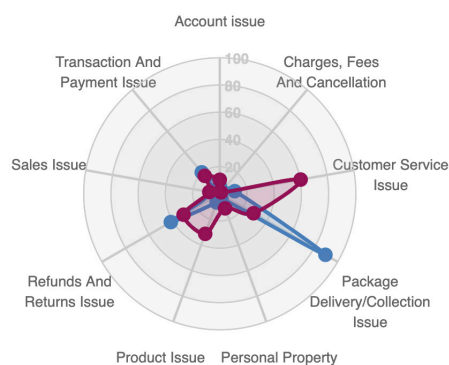 Account issue
100
Transaction And
Payment Issue
Charges, Fees
And Cancellation
80
60
40
20
Sales Issue
Customer Service
Issue
Refunds And
Returns Issue
Package
Delivery/Collection
Issue
Product Issue
Personal Property